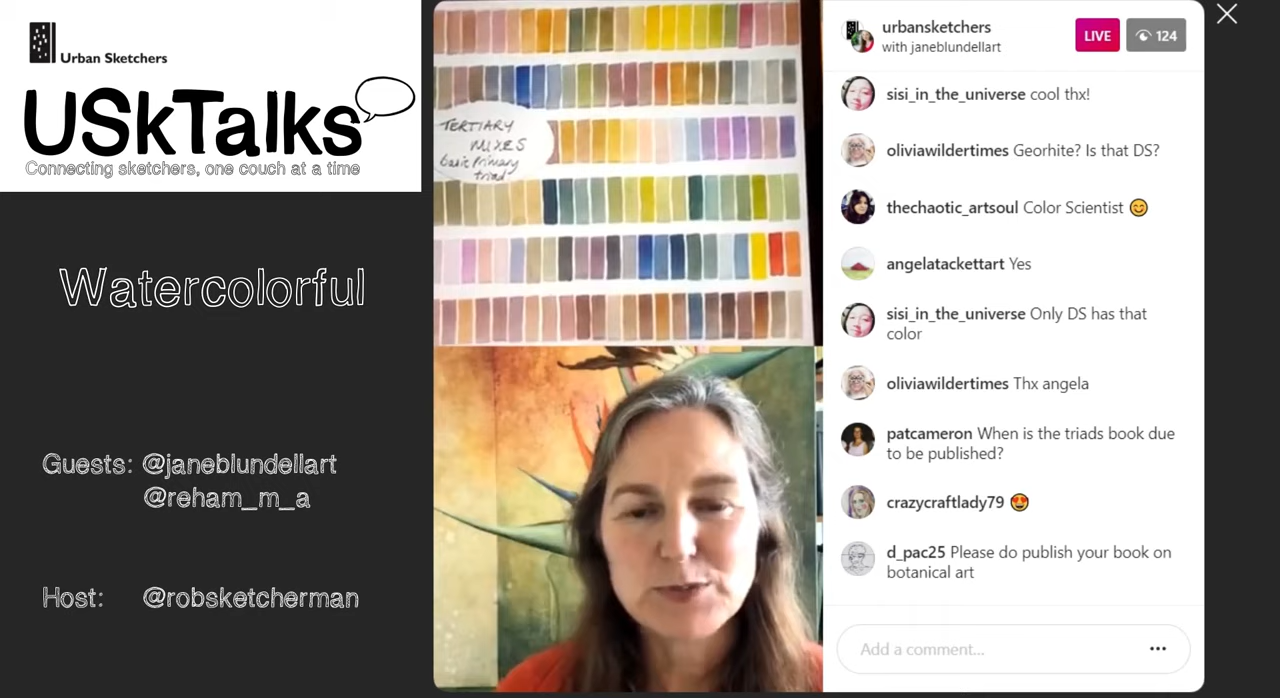 Urban Sketchers
USkTalks
Connecting sketchers, one couch at a time
Watercolorful
Guests: @janeblundellart
@reham_m_a
Host: @robsketcherman
TERTIARY
MIXES
basic Primary
triad
urbansketchers
with janeblundellart
LIVE
124
sisi_in_the_universe cool thx!
oliviawildertimes Georhite? Is that DS?
thechaotic_artsoul Color Scientist
angelatackettart Yes
sisi_in_the_universe Only DS has that
color
oliviawildertimes Thx angela
patcameron When is the triads book due
to be published?
crazycraftlady79
d_pac25 Please do publish your book on
botanical art
Add a comment...